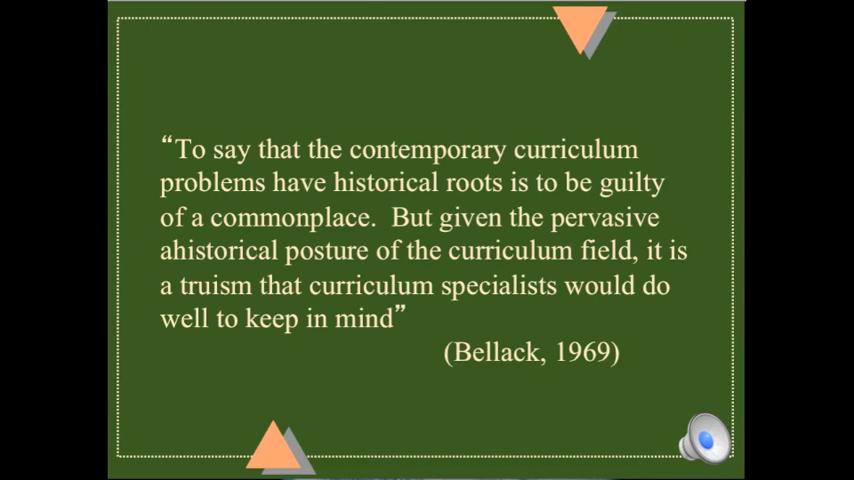 “To say that the contemporary curriculum
problems have historical roots is to be guilty
of a commonplace.  But given the pervasive
ahistorical posture of the curriculum field, it is
a truism that curriculum specialists would do
well to keep in mind”
(Bellack, 1969)